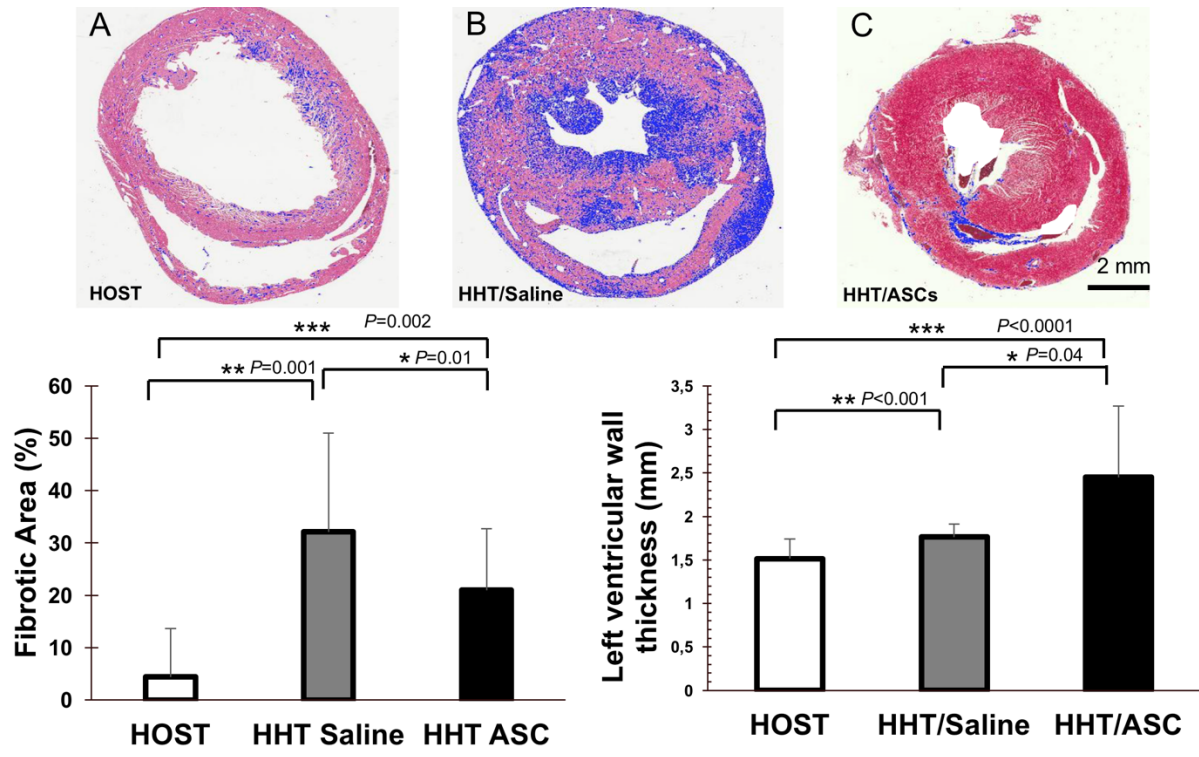 A
B
C
HOST
HHT/Saline
HHT/ASCs
2 mm
*** P=0.002
** P=0.001
* P=0.01
Fibrotic Area (%)
60
50
40
30
20
10
0
HOST
HHT Saline
HHT ASC
*** P<0.0001
* P=0.04
** P<0.001
Left ventricular wall
thickness (mm)
3,5
3
2,5
2
1,5
1
0,5
0
HOST
HHT/Saline
HHT/ASC